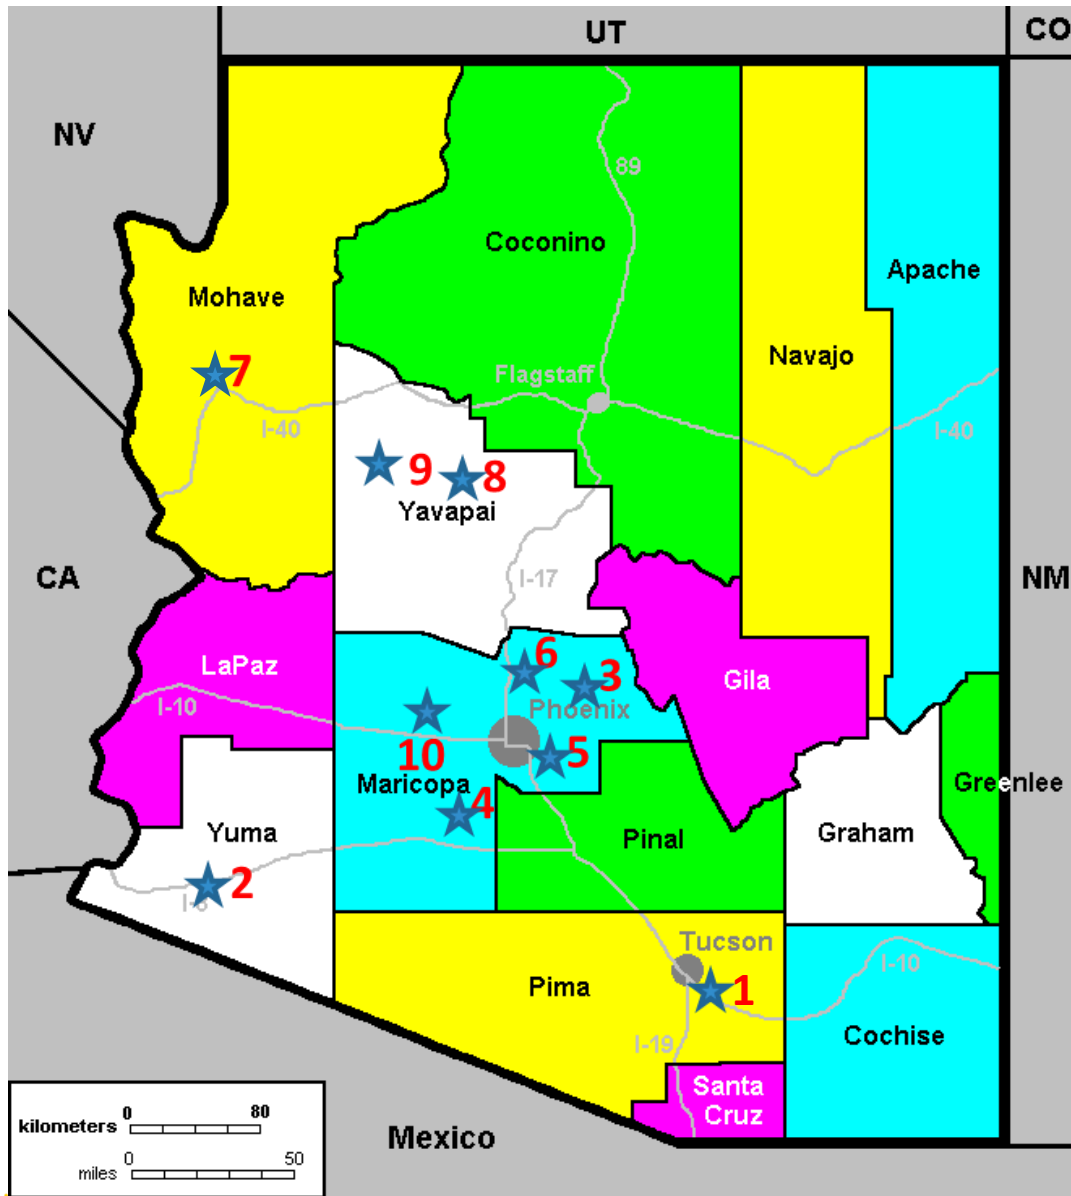 UT
CO
NV
89
Coconino
Apache
Mohave
Navajo
7
Flagstaff
I-40
I-40
9
8
Yavapai
CA
I-17
NM
6
LaPaz
3
Gila
I-10
Phoenix
10
5
Maricopa
4
Greenlee
Yuma
Pinal
Graham
2
I-8
Tucson
1
I-10
Pima
Cochise
I-19
Santa
Cruz
kilometers 0 80
Mexico
miles 0 50